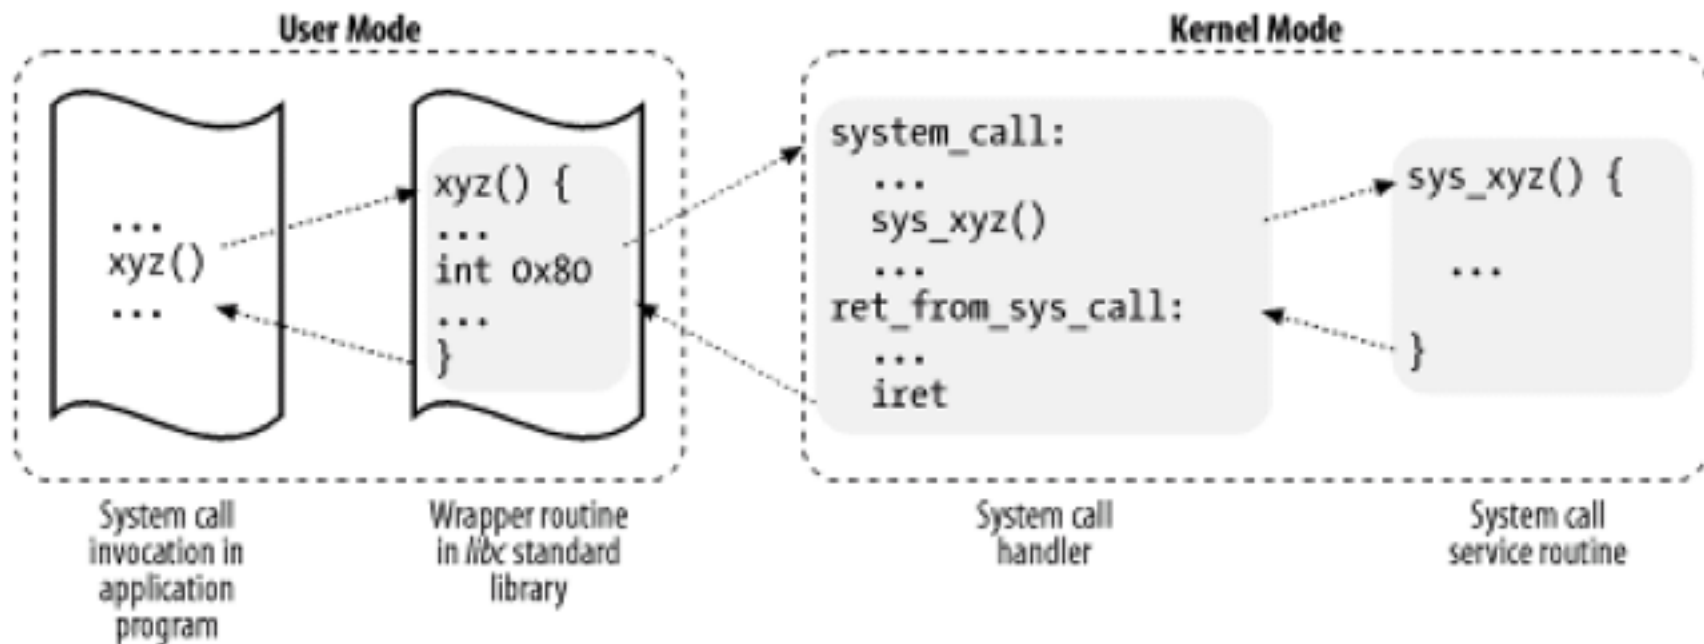 User Mode
Kernel Mode
...
xyz()
...
xyz() {
...
int 0x80
...
}
system_call:
...
sys_xyz()
...
ret_from_sys_call:
...
iret
sys_xyz() {
...
}
System call
invocation in
application
program
Wrapper routine
in libc standard
library
System call
handler
System call
service routine